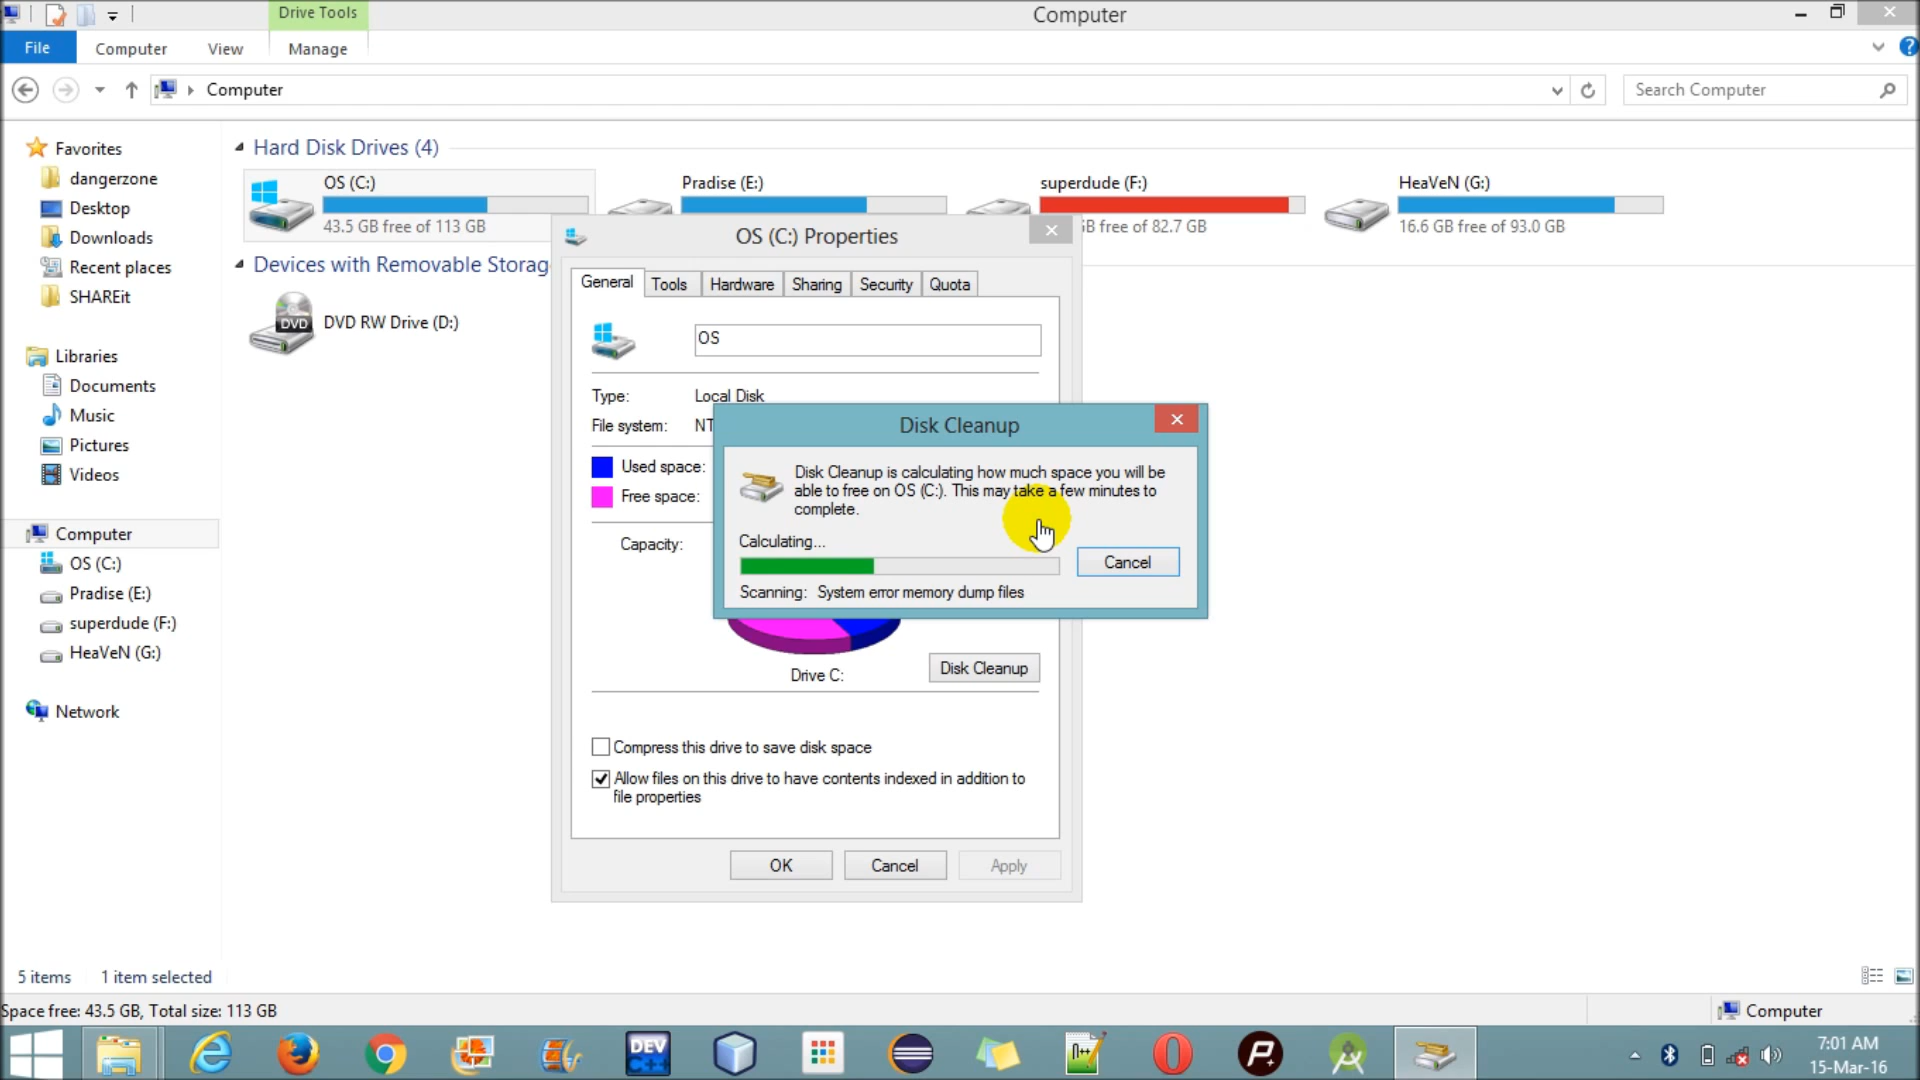 Drive Tools
Computer
File
Computer
View
Manage
Computer
Search Computer
Favorites
dangerzone
Desktop
Downloads
Recent places
SHAREit
Libraries
Documents
Music
Pictures
Videos
Computer
OS (C:)
Pradise (E:)
superdude (F:)
HeaVeN (G:)
Network
Hard Disk Drives (4)
OS (C:)
43.5 GB free of 113 GB
Pradise (E:)
superdude (F:)
GB free of 82.7 GB
HeaVeN (G:)
16.6 GB free of 93.0 GB
Devices with Removable Storag
DVD
DVD RW Drive (D:)
OS (C:) Properties
General
Tools
Hardware
Sharing
Security
Quota
OS
Type: Local Disk
File system: NT
Used space:
Free space:
Capacity:
Drive C:
Disk Cleanup
Compress this drive to save disk space
Allow files on this drive to have contents indexed in addition to
file properties
OK
Cancel
Apply
Disk Cleanup
Disk Cleanup is calculating how much space you will be
able to free on OS (C:). This may take a few minutes to
complete.
Calculating...
Cancel
Scanning: System error memory dump files
5 items
1 item selected
Space free: 43.5 GB, Total size: 113 GB
Computer
DEV
C++
7:01 AM
15-Mar-16